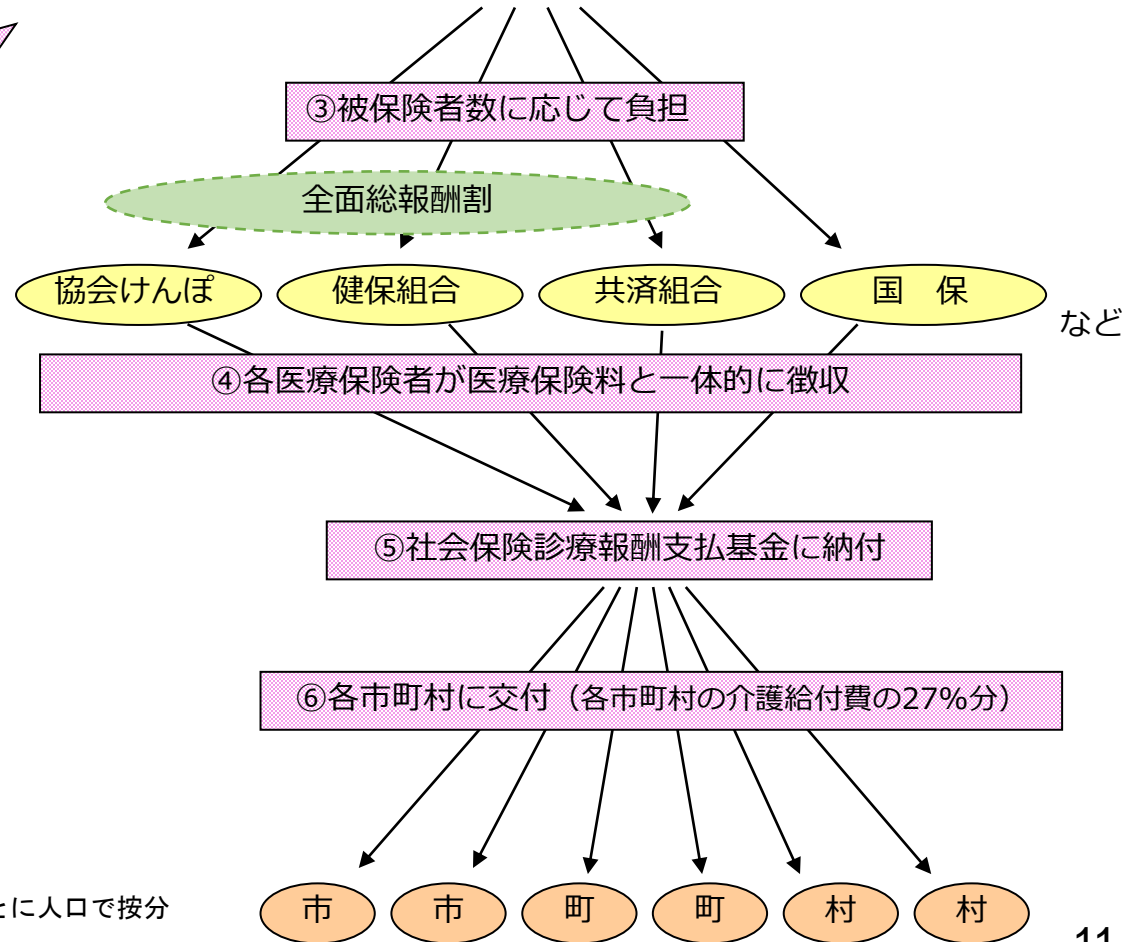 ③被保険者数に応じて負担
全面総報酬割
協会けんぽ
健保組合
共済組合
国　保
など
④各医療保険者が医療保険料と一体的に徴収
⑤社会保険診療報酬支払基金に納付
⑥各市町村に交付（各市町村の介護給付費の27%分）
とに人口で按分
市
市
町
町
村
村
11